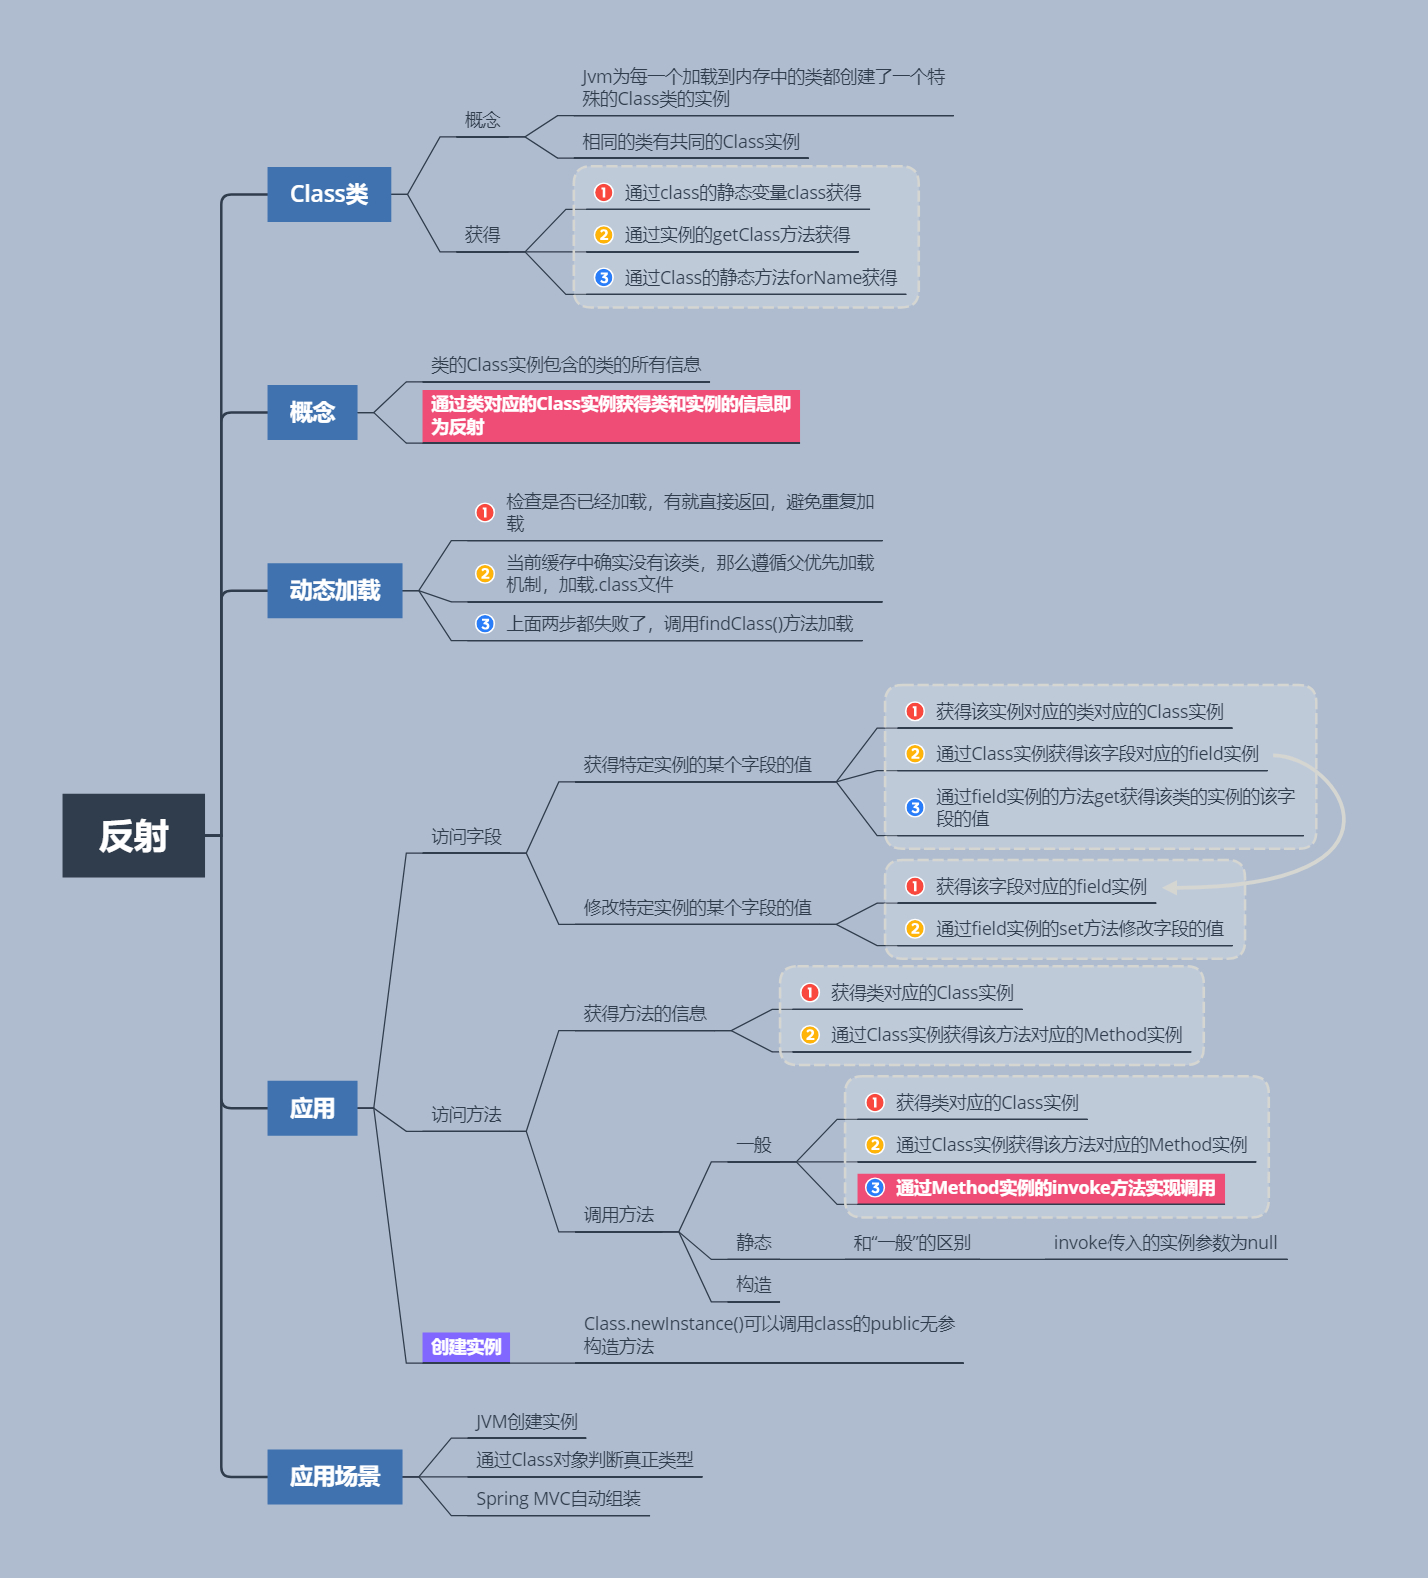 反射
Class类
概念
Jvm为每一个加载到内存中的类都创建了一个特
殊的Class类的实例
相同的类有共同的Class实例
获得
1 通过class的静态变量class获得
2 通过实例的getClass方法获得
3 通过Class的静态方法forName获得
概念
类的Class实例包含的类的所有信息
通过类对应的Class实例获得类和实例的信息即
为反射
动态加载
1 检查是否已经加载，有就直接返回，避免重复加
载
2 当前缓存中确实没有该类，那么遵循父优先加载
机制，加载.class文件
3 上面两步都失败了，调用findClass()方法加载
应用
访问字段
获得特定实例的某个字段的值
1 获得该实例对应的类对应的Class实例
2 通过Class实例获得该字段对应的field实例
3 通过field实例的方法get获得该类的实例的该字
段的值
修改特定实例的某个字段的值
1 获得该字段对应的field实例
2 通过field实例的set方法修改字段的值
访问方法
获得方法的信息
1 获得类对应的Class实例
2 通过Class实例获得该方法对应的Method实例
调用方法
一般
1 获得类对应的Class实例
2 通过Class实例获得该方法对应的Method实例
3 通过Method实例的invoke方法实现调用
静态
和“一般”的区别
invoke传入的实例参数为null
构造
创建实例
Class.newInstance()可以调用class的public无参
构造方法
应用场景
JVM创建实例
通过Class对象判断真正类型
Spring MVC自动组装